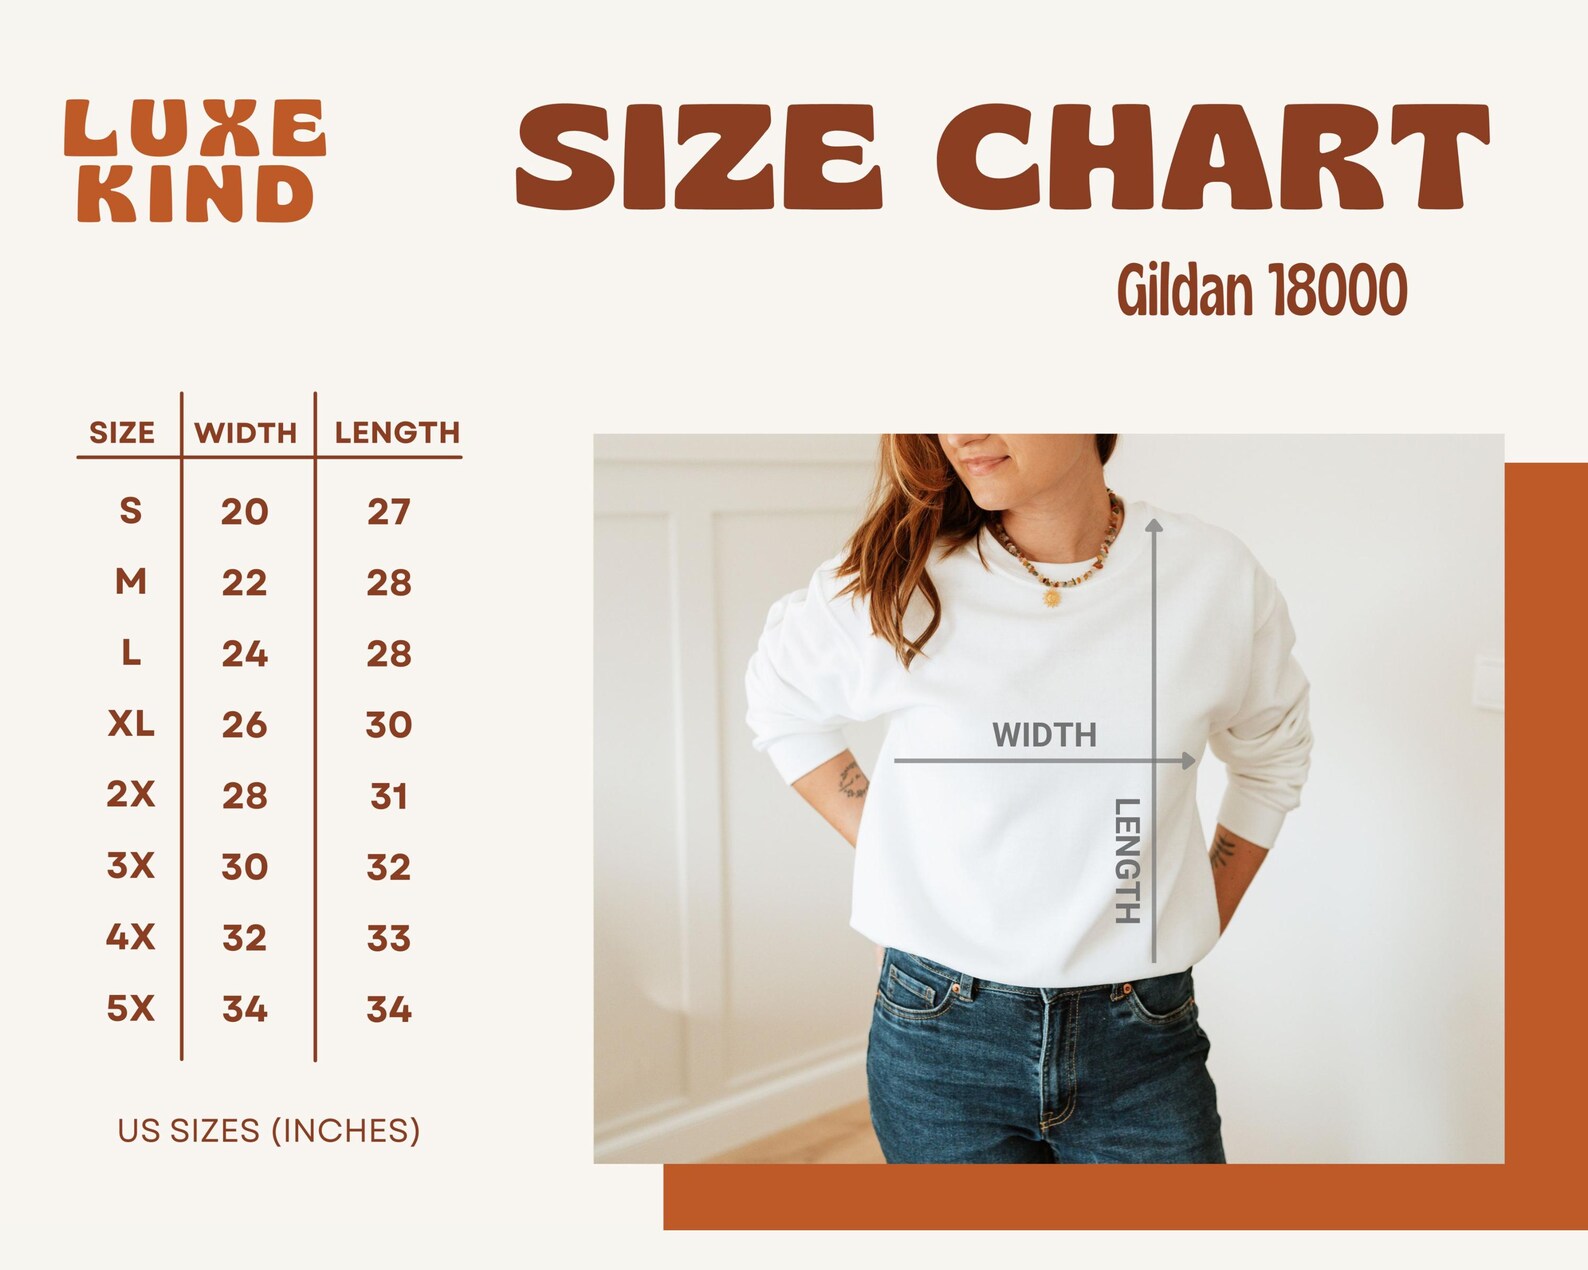 LUXE
KIND
SIZE CHART
Gildan 18000
SIZE WIDTH LENGTH
S 20 27
M 22 28
L 24 28
XL 26 30
2X 28 31
3X 30 32
4X 32 33
5X 34 34
US SIZES (INCHES)
WIDTH
LENGTH